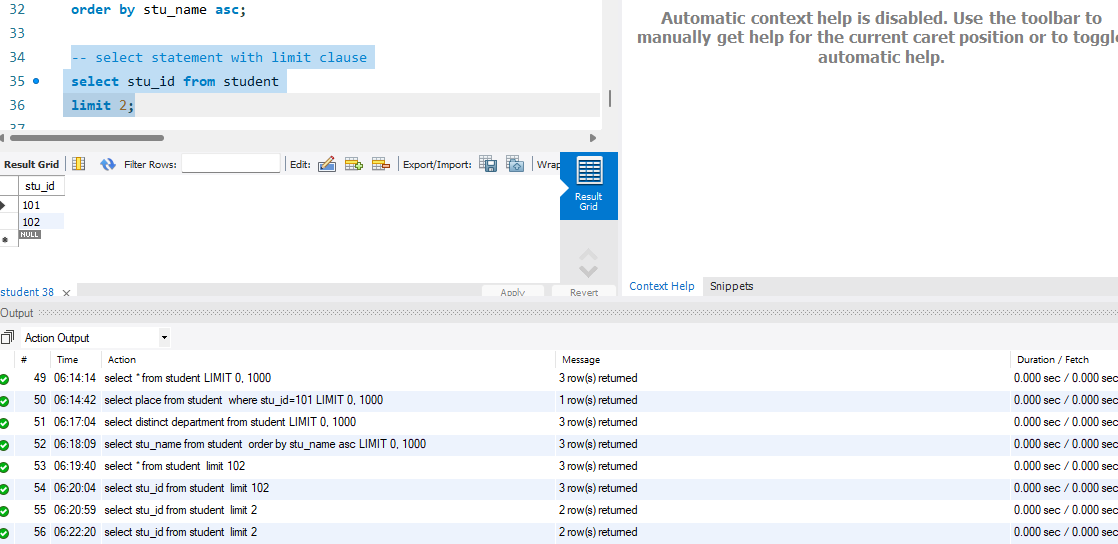 32 order by stu_name asc;
33
34 -- select statement with limit clause
35 select stu_id from student
36 limit 2;
37
Automatic context help is disabled. Use the toolbar to
manually get help for the current caret position or to toggle
automatic help.
Result Grid Filter Rows: Edit: Export/Import: Wrap
stu_id
101
102
NULL
Result
Grid
student 38 Apply Revert
Context Help Snippets
Output
Action Output
# Time Action Message Duration / Fetch
49 06:14:14 select * from student LIMIT 0, 1000 3 row(s) returned 0.000 sec / 0.000 sec
50 06:14:42 select place from student where stu_id=101 LIMIT 0, 1000 1 row(s) returned 0.000 sec / 0.000 sec
51 06:17:04 select distinct department from student LIMIT 0, 1000 3 row(s) returned 0.000 sec / 0.000 sec
52 06:18:09 select stu_name from student order by stu_name asc LIMIT 0, 1000 3 row(s) returned 0.000 sec / 0.000 sec
53 06:19:40 select * from student limit 102 3 row(s) returned 0.000 sec / 0.000 sec
54 06:20:04 select stu_id from student limit 102 3 row(s) returned 0.000 sec / 0.000 sec
55 06:20:59 select stu_id from student limit 2 2 row(s) returned 0.000 sec / 0.000 sec
56 06:22:20 select stu_id from student limit 2 2 row(s) returned 0.000 sec / 0.000 sec